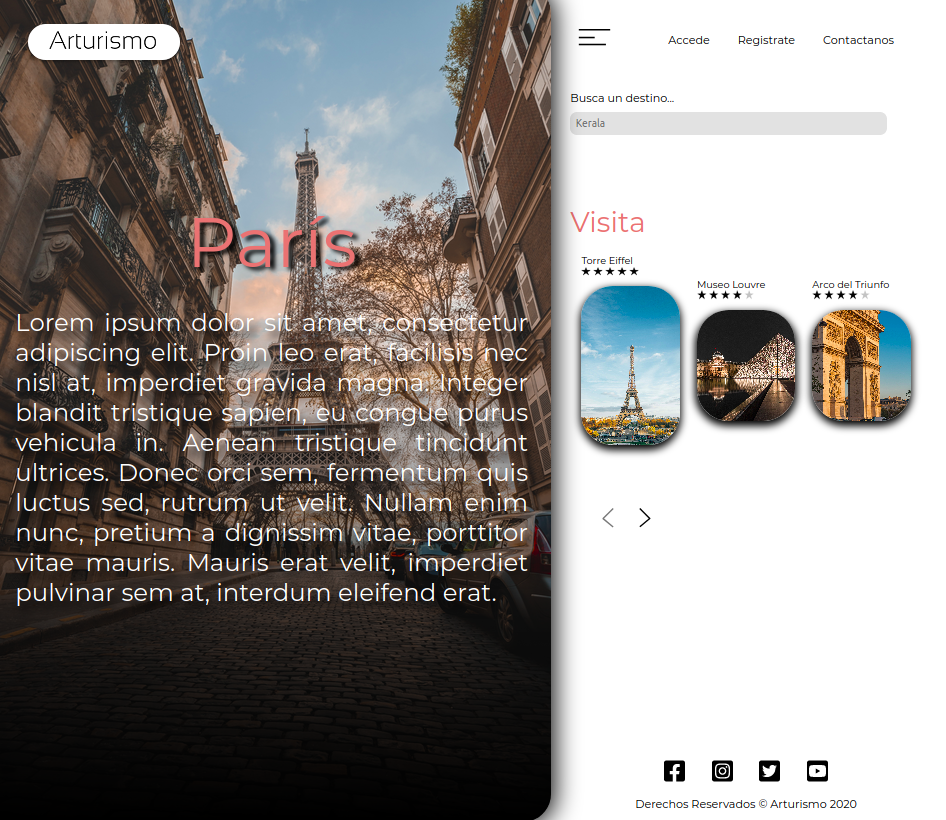 Arturismo
París
Lorem ipsum dolor sit amet, consectetur
adipiscing elit. Proin leo erat, facilisis nec
nisl at, imperdiet gravida magna. Integer
blandit tristique sapien, eu congue purus
vehicula in. Aenean tristique tincidunt
ultrices. Donec orci sem, fermentum quis
luctus sed, rutrum ut velit. Nullam enim
nunc, pretium a dignissim vitae, porttitor
vitae mauris. Mauris erat velit, imperdiet
pulvinar sem at, interdum eleifend erat.
Accede Registrate Contactanos
Busca un destino...
Kerala
Visita
Torre Eiffel
Museo Louvre
Arco del Triunfo
Derechos Reservados © Arturismo 2020